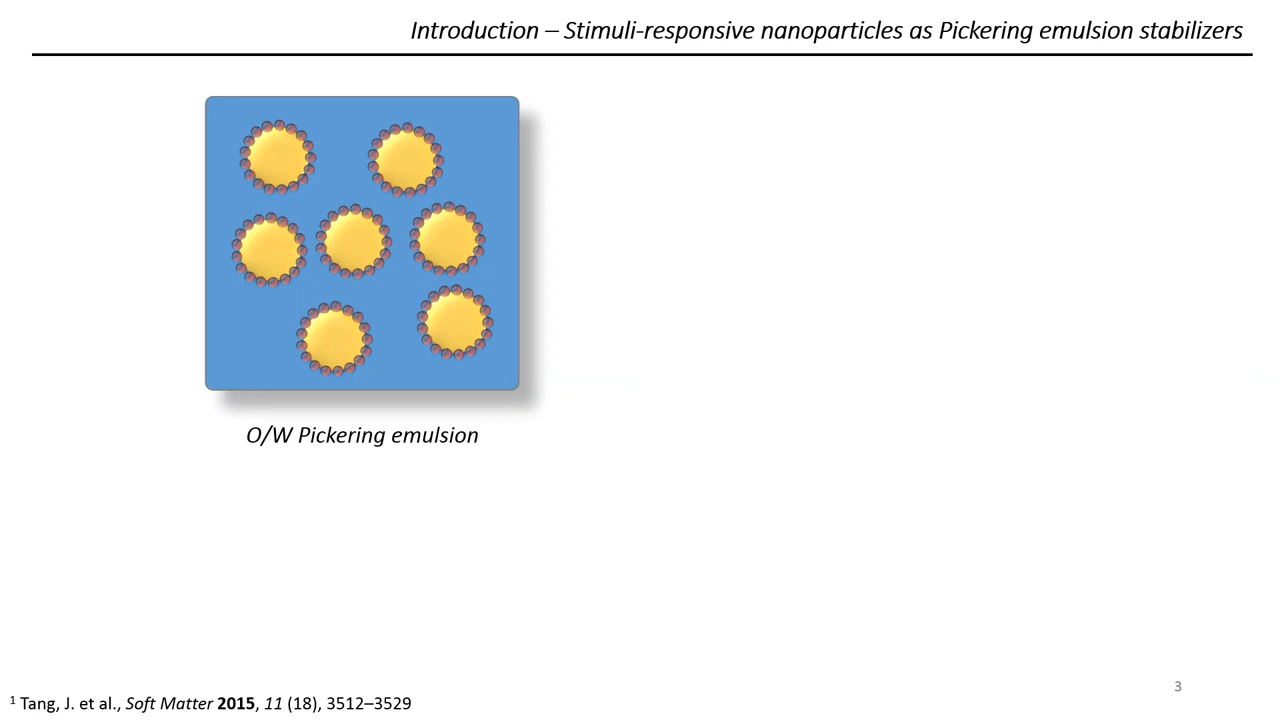 Introduction – Stimuli-responsive nanoparticles as Pickering emulsion stabilizers
O/W Pickering emulsion
3
1 Tang, J. et al., Soft Matter 2015, 11 (18), 3512–3529